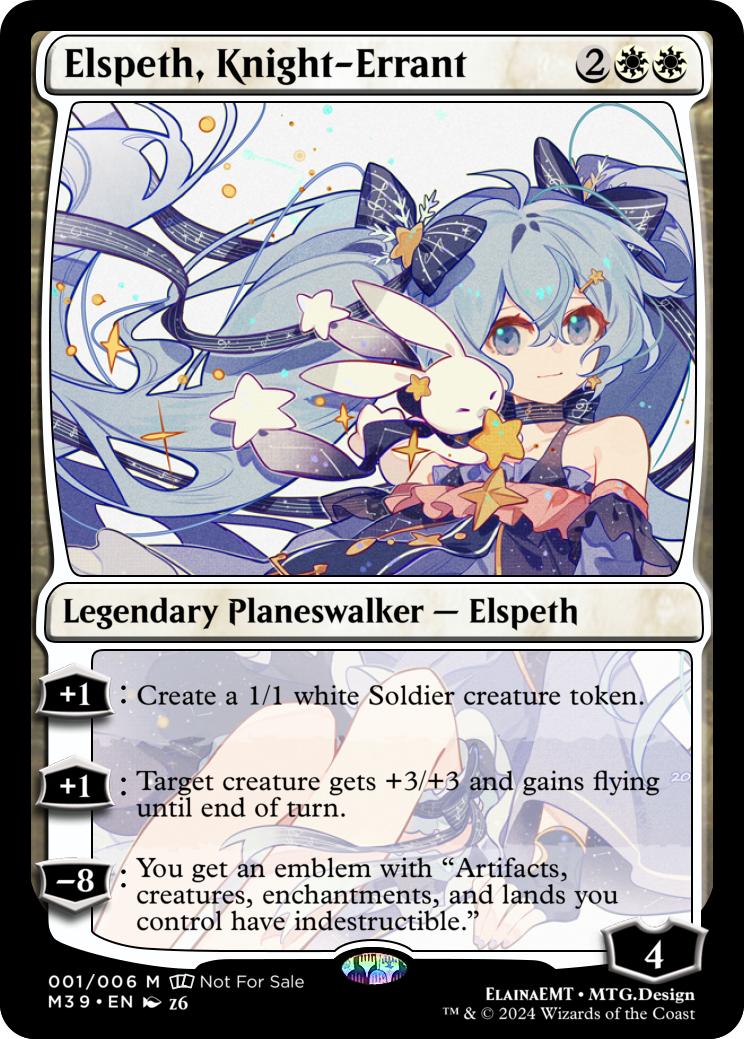 Elspeth, Knight-Errant 2
Legendary Planeswalker — Elspeth
+1 : Create a 1/1 white Soldier creature token.
+1 : Target creature gets +3/+3 and gains flying
until end of turn.
−8 : You get an emblem with “Artifacts,
creatures, enchantments, and lands you
control have indestructible.”
4
001/006 M Not For Sale
M39 • EN z6
ElainaEMT • MTG.Design
™ & © 2024 Wizards of the Coast